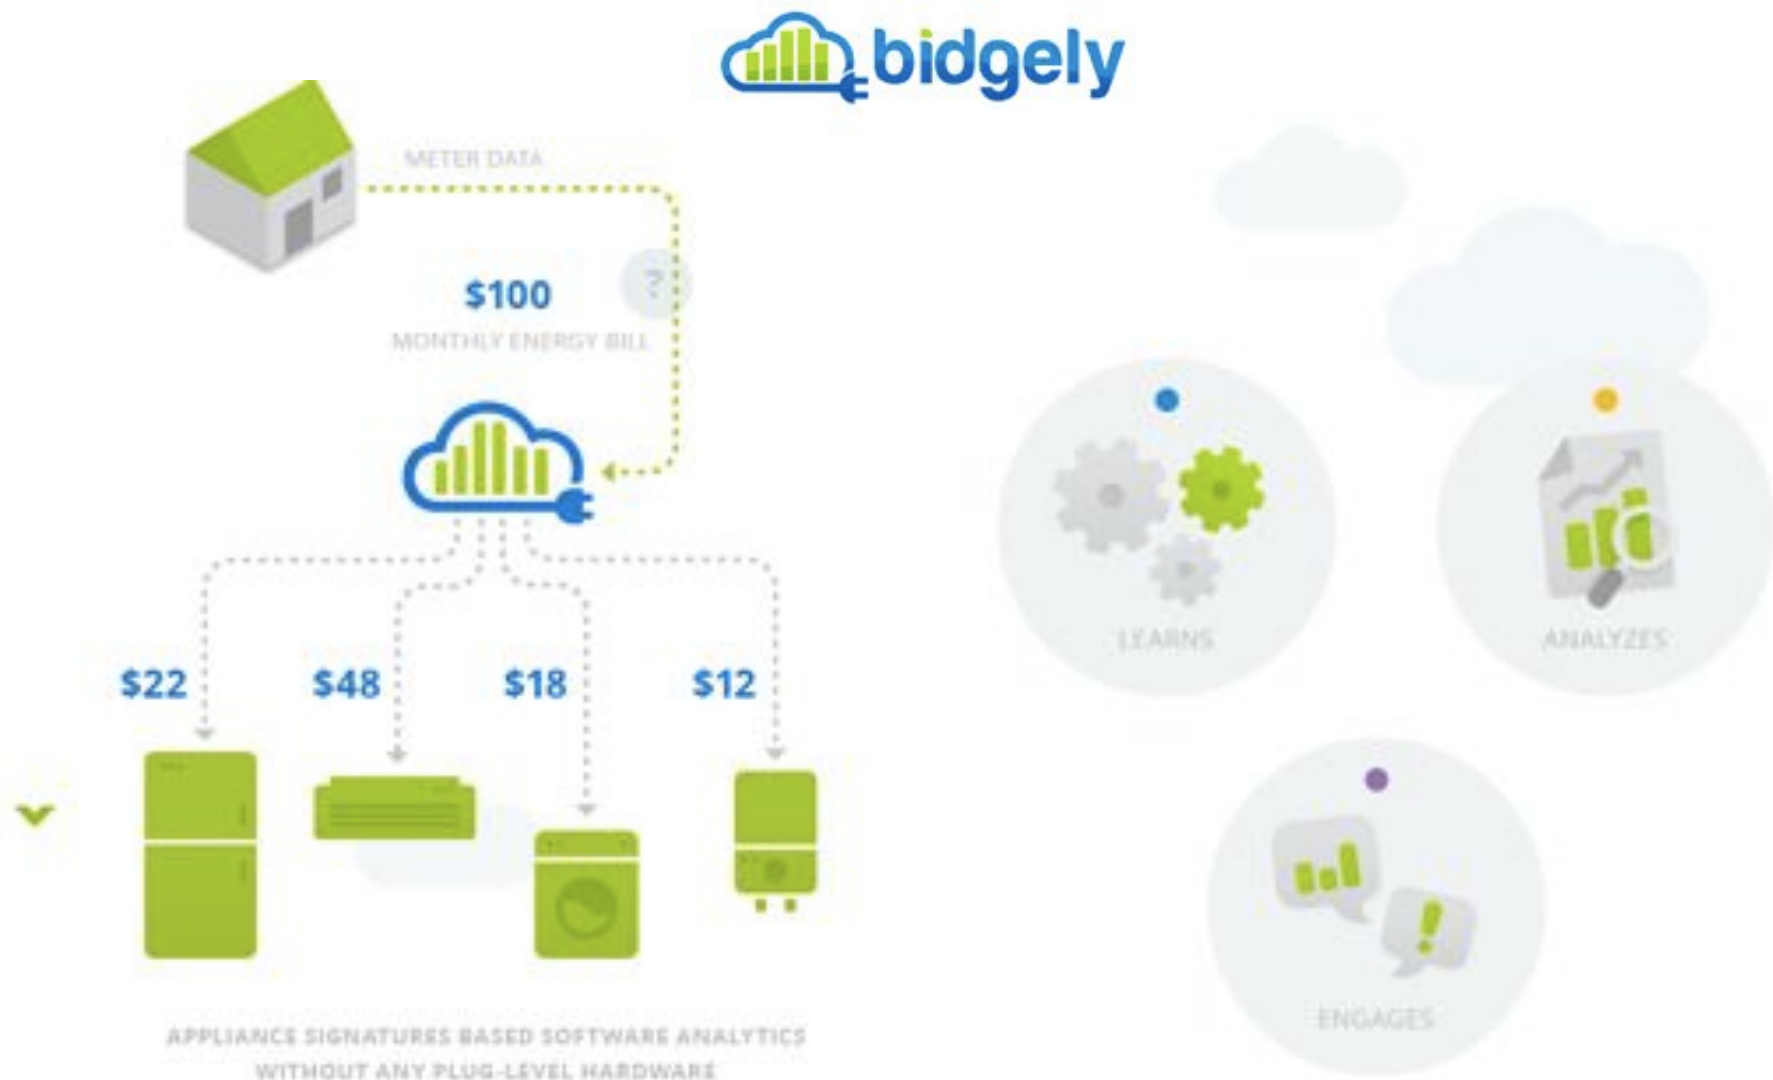 bidgely
METER DATA
$100
?
MONTHLY ENERGY BILL
$22
$48
$18
$12
LEARNS
ANALYZES
!
ENGAGES
APPLIANCE SIGNATURES BASED SOFTWARE ANALYTICS
WITHOUT ANY PLUG-LEVEL HARDWARE